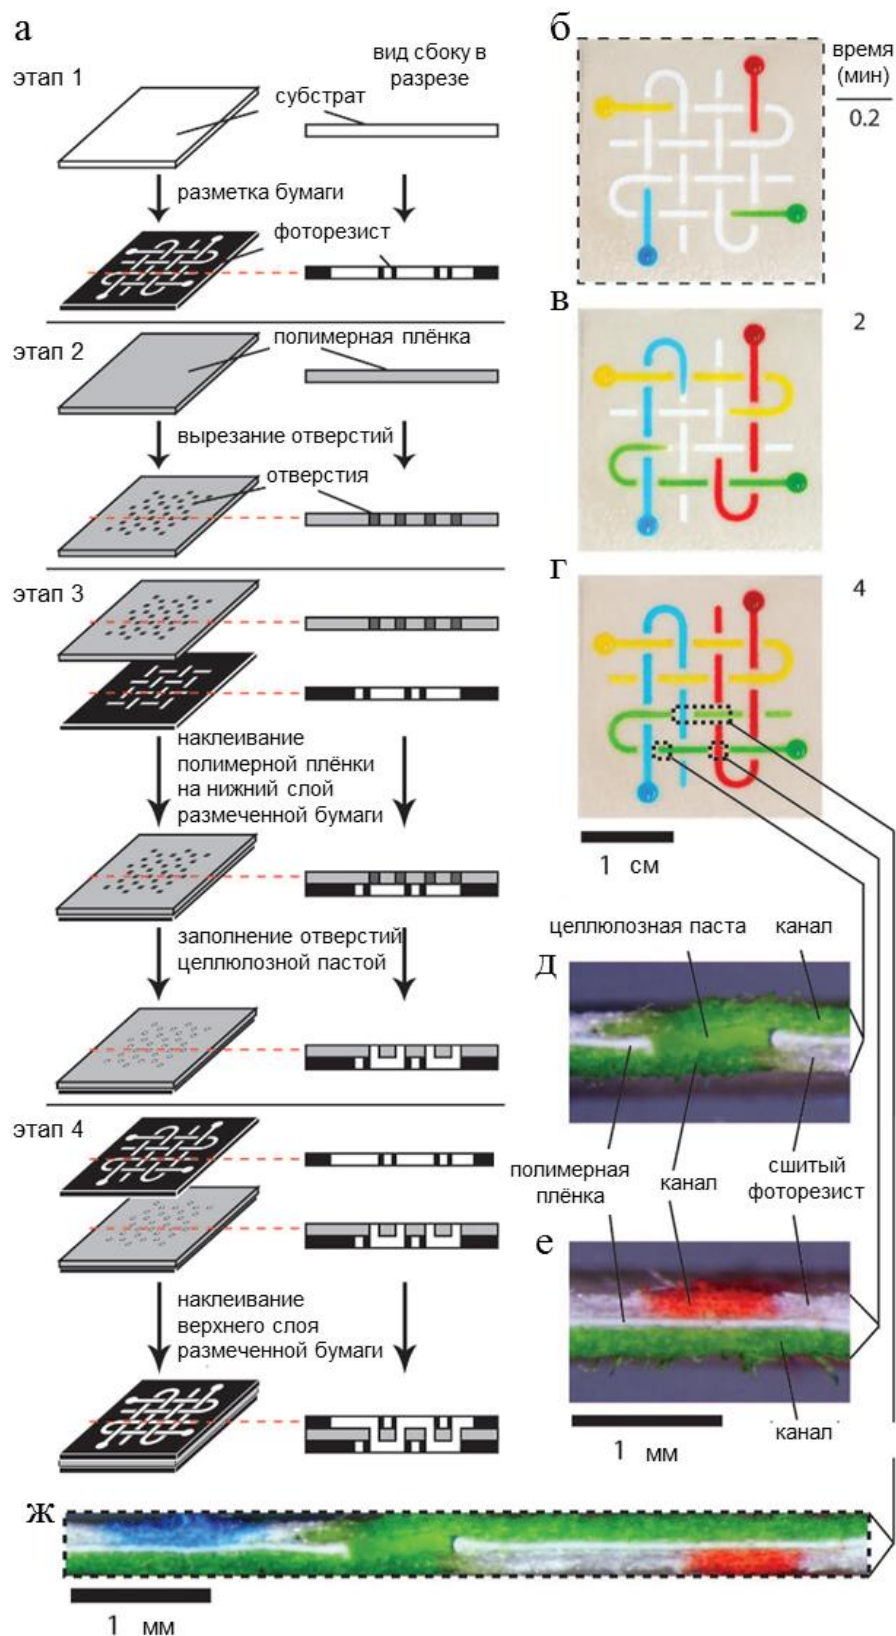 а
этап 1
вид сбоку в
разрезе
субстрат
разметка бумаги
фоторезист
этап 2
полимерная плёнка
вырезание отверстий
отверстия
этап 3
наклеивание
полимерной плёнки
на нижний слой
размеченной бумаги
заполнение отверстий
целлюлозной пастой
этап 4
наклеивание
верхнего слоя
размеченной бумаги
б
время
(мин)
0.2
в
2
г
4
1 см
целлюлозная паста
канал
д
полимерная
плёнка
канал
сшитый
фоторезист
е
1 мм
канал
ж
1 мм